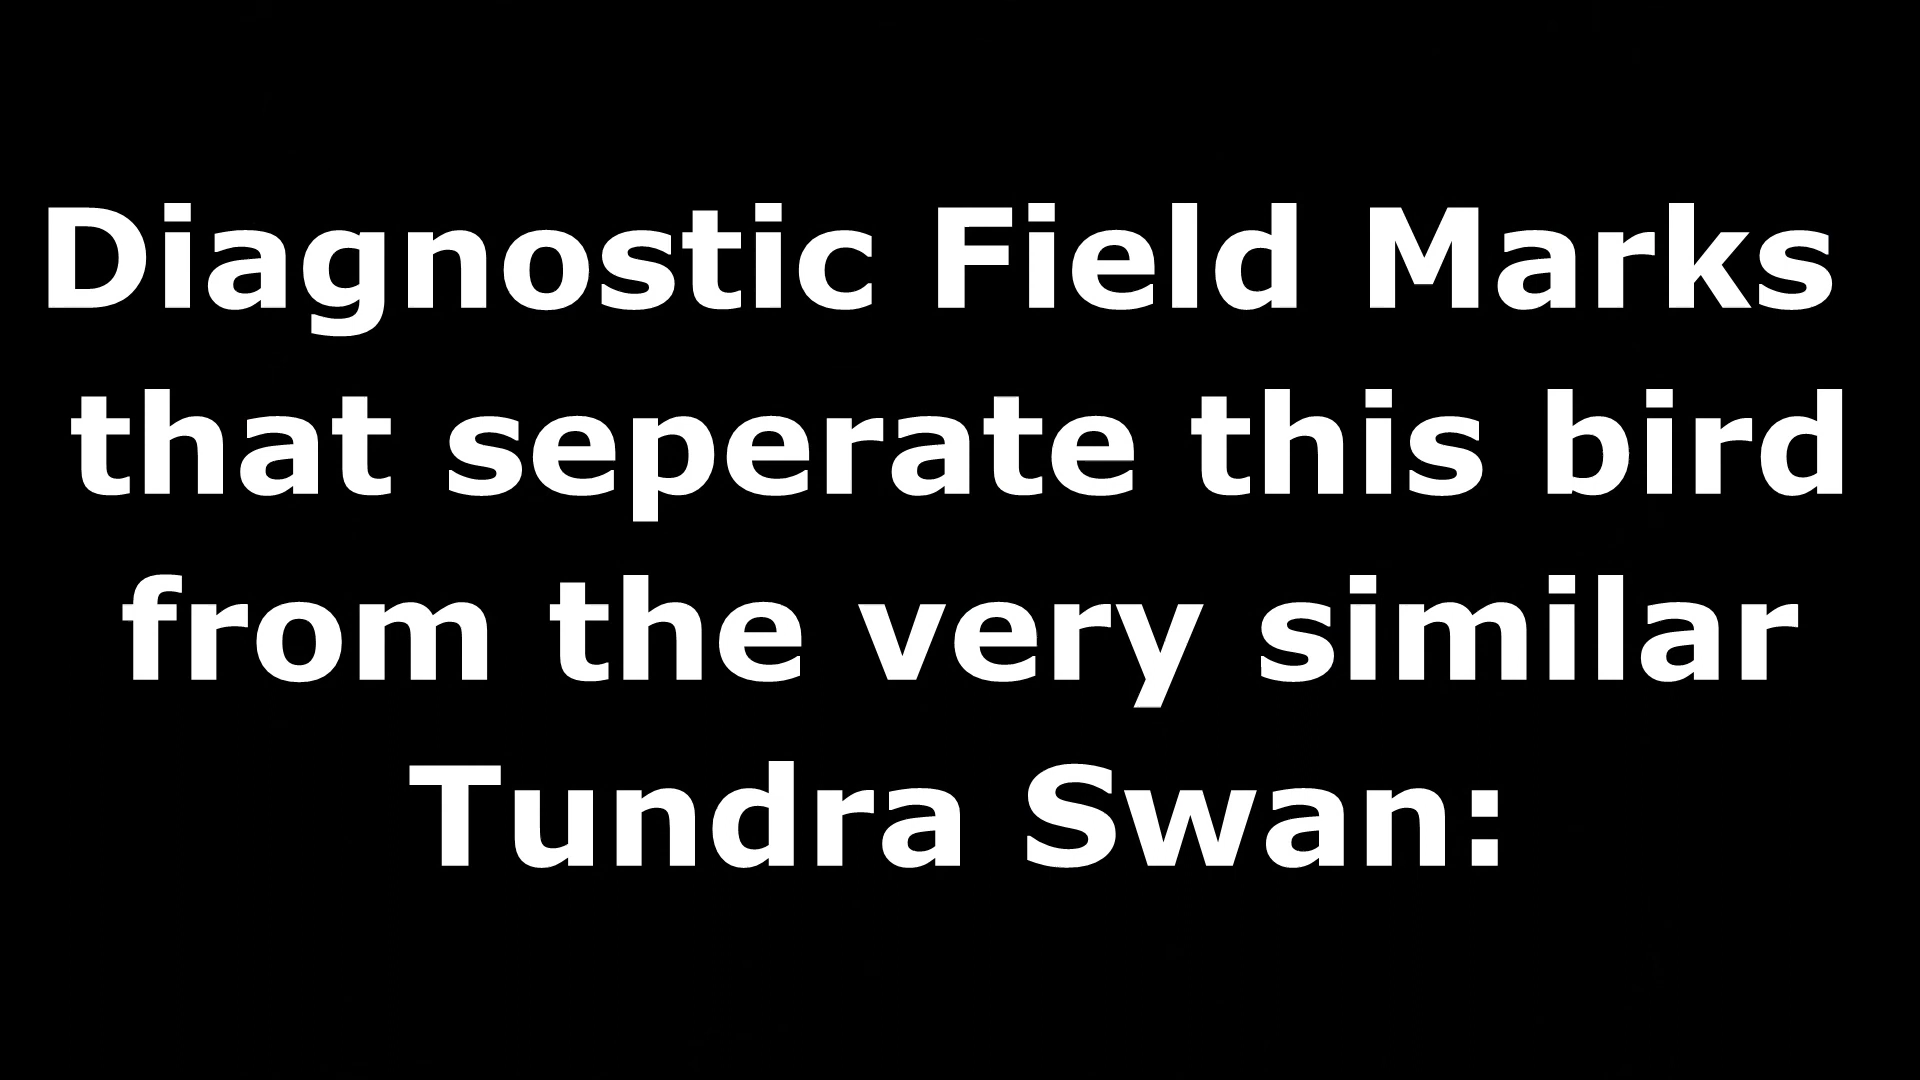 Diagnostic Field Marks
that seperate this bird
from the very similar
Tundra Swan: